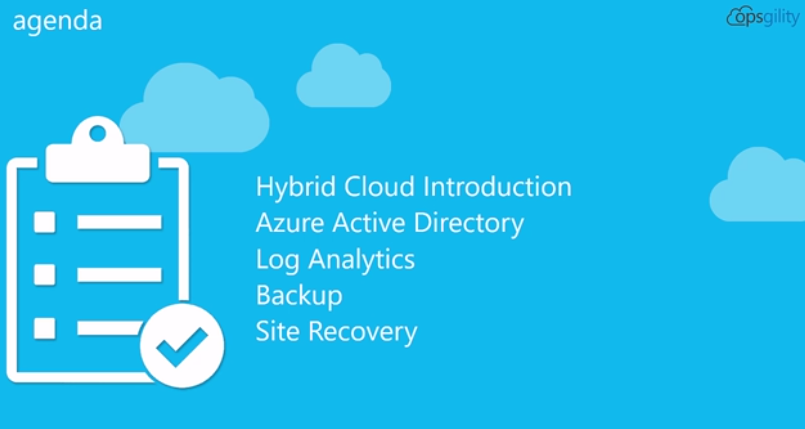 agenda
opsgility
Hybrid Cloud Introduction
Azure Active Directory
Log Analytics
Backup
Site Recovery